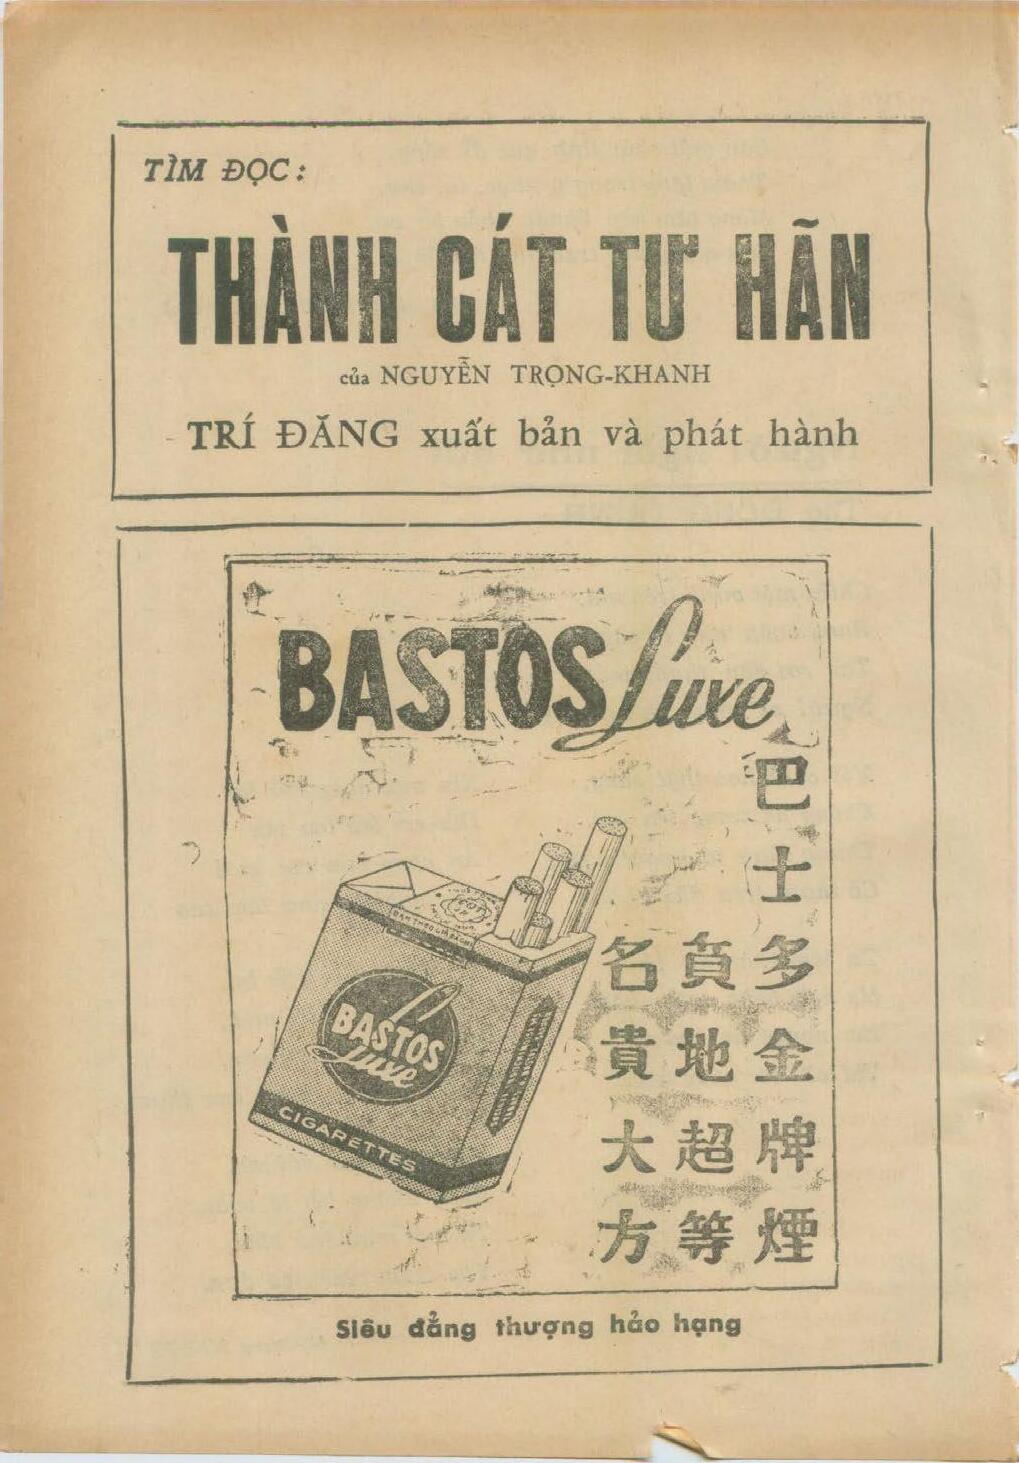 TÌM ĐỌC:
THÀNH CÁT TƯ HÃN
của NGUYỄN TRỌNG-KHANH
TRÍ ĐĂNG xuất bản và phát hành
BASTOS Luxe
巴士多金牌煙
貟地超等
名貴大方
BASTOS
Luxe
CIGARETTES
Siêu đẳng thượng hảo hạng